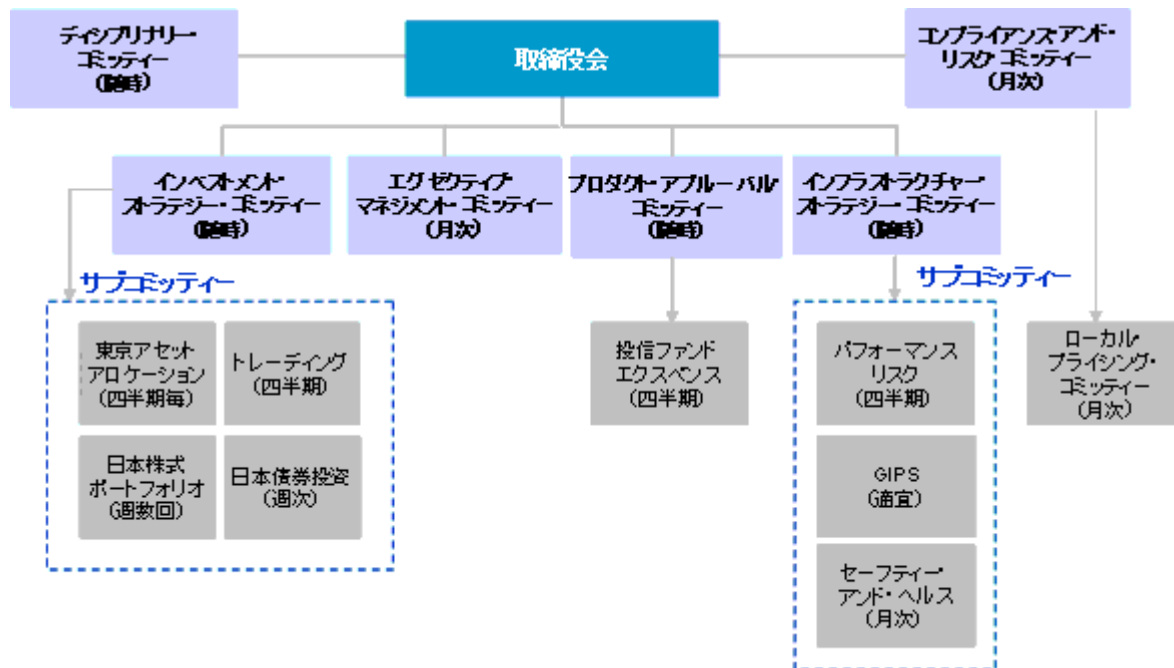 ディシプリナリー・
コミッティー
(臨時)
取締役会
コンプライアンス・アンド・
リスク・コミッティー
(月次)
インベストメント・
ストラテジー・コミッティー
(臨時)
エグゼクティブ・
マネジメント・コミッティー
(月次)
プロダクト・アプルーバル・
コミッティー
(臨時)
インフラストラクチャー・
ストラテジー・コミッティー
(臨時)
サブコミッティー
サブコミッティー
東京アセット
アロケーション
(四半期毎)
トレーディング
(四半期)
投信ファンド
エクスペンス
(四半期)
パフォーマンス
リスク
(四半期)
ローカル・
プライシング・
コミッティー
(月次)
日本株式
ポートフォリオ
(週数回)
日本債券投資
(週次)
GIPS
(適宜)
セーフティー・
アンド・ヘルス
(月次)